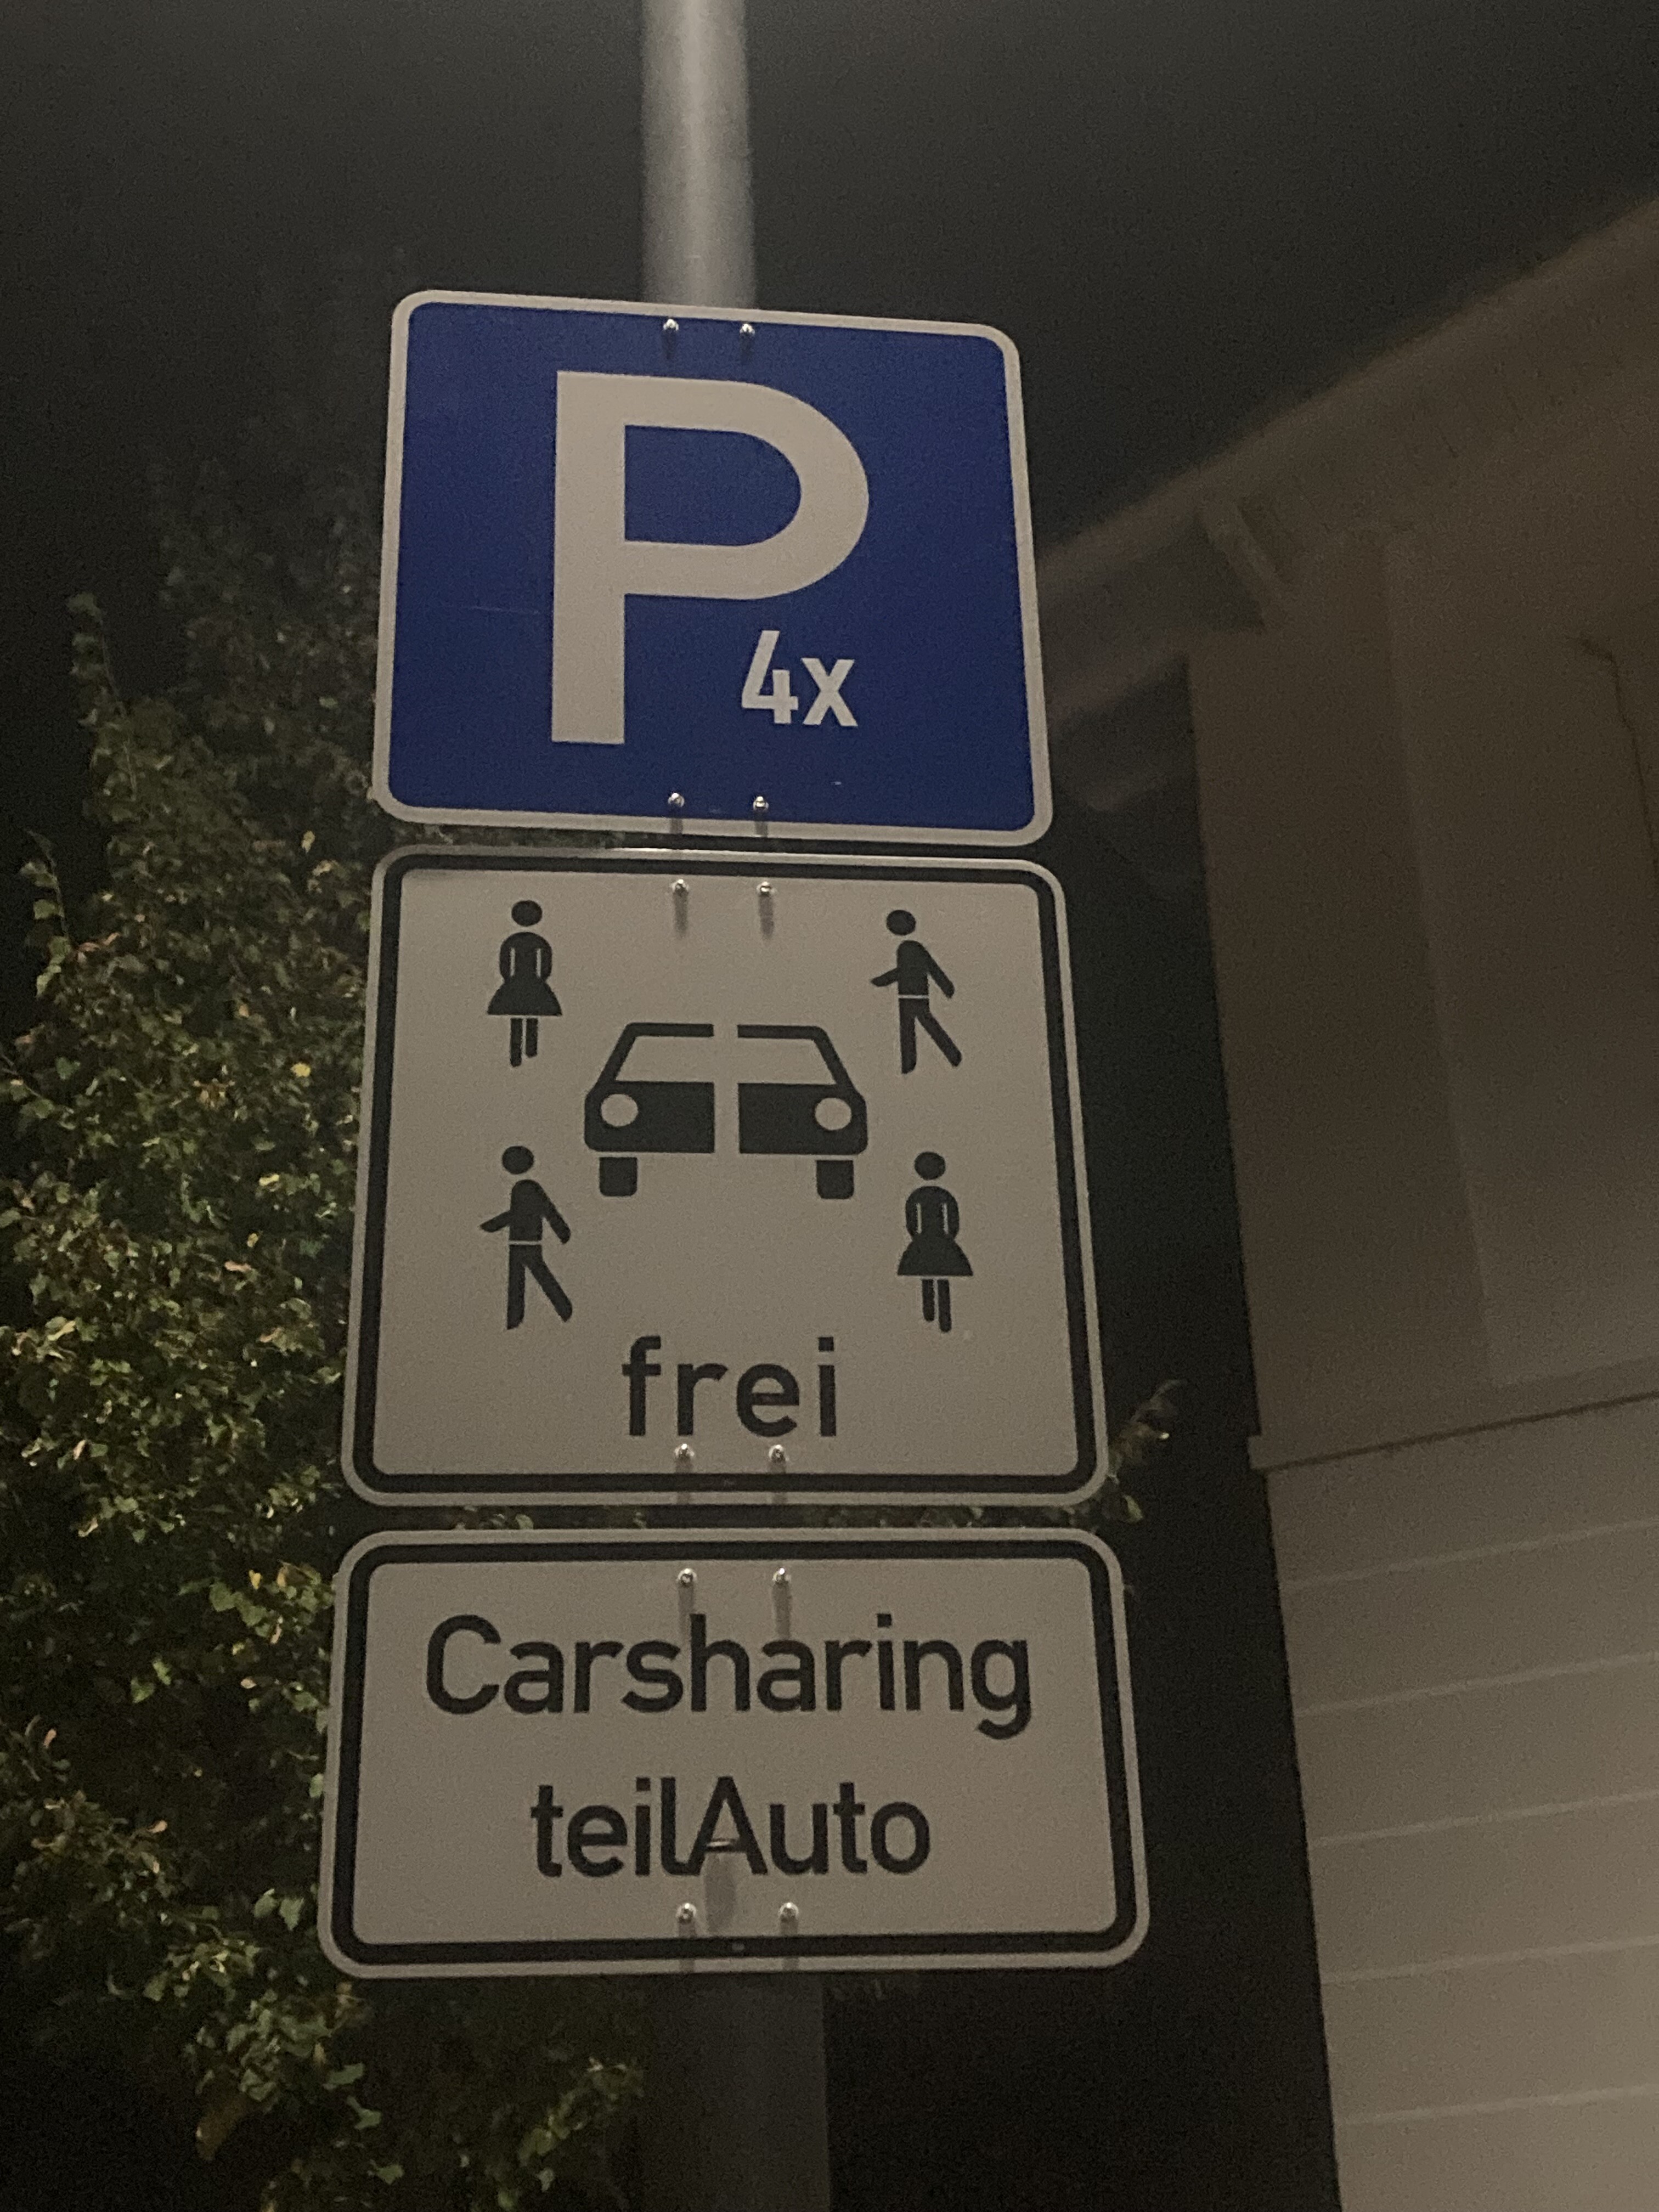 P
4x
frei
Carsharing
teilAuto